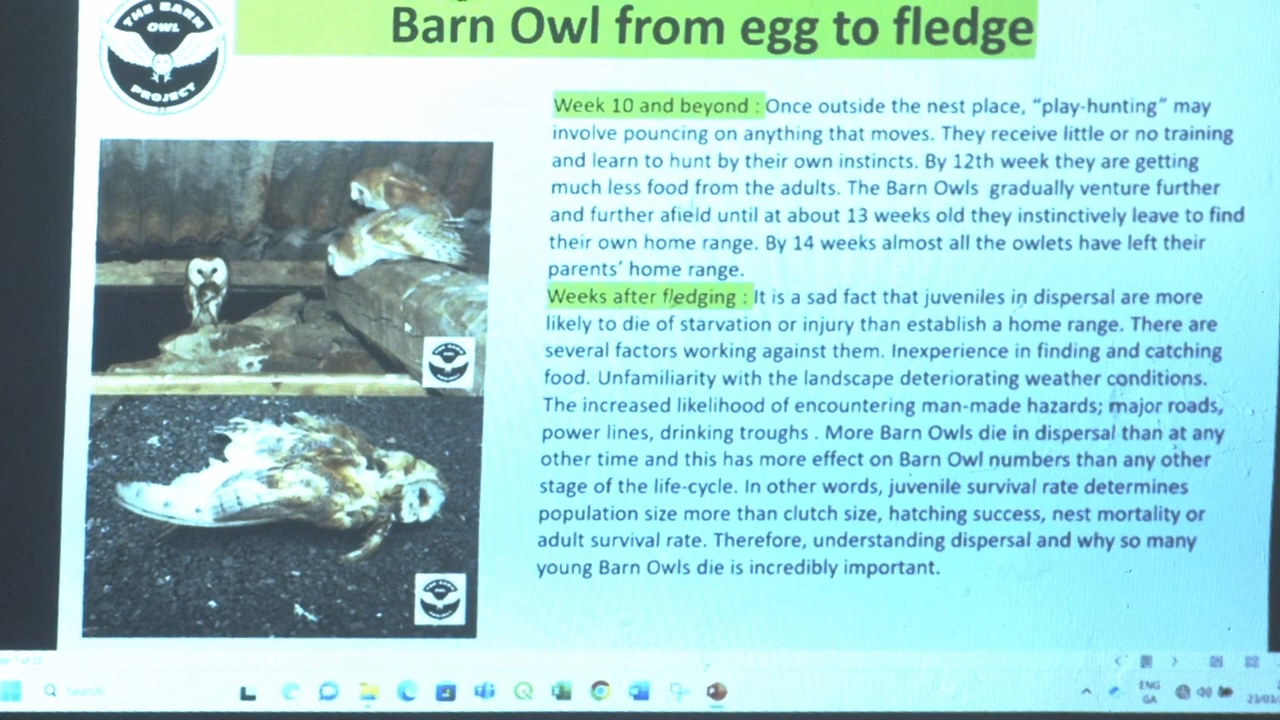 THE BARN
OWL
PROJECT
Barn Owl from egg to fledge
Week 10 and beyond : Once outside the nest place, “play-hunting” may
involve pouncing on anything that moves. They receive little or no training
and learn to hunt by their own instincts. By 12th week they are getting
much less food from the adults. The Barn Owls gradually venture further
and further afield until at about 13 weeks old they instinctively leave to find
their own home range. By 14 weeks almost all the owlets have left their
parents’ home range.
Weeks after fledging : It is a sad fact that juveniles in dispersal are more
likely to die of starvation or injury than establish a home range. There are
several factors working against them. Inexperience in finding and catching
food. Unfamiliarity with the landscape deteriorating weather conditions.
The increased likelihood of encountering man-made hazards; major roads,
power lines, drinking troughs . More Barn Owls die in dispersal than at any
other time and this has more effect on Barn Owl numbers than any other
stage of the life-cycle. In other words, juvenile survival rate determines
population size more than clutch size, hatching success, nest mortality or
adult survival rate. Therefore, understanding dispersal and why so many
young Barn Owls die is incredibly important.
Search
ENG
GA